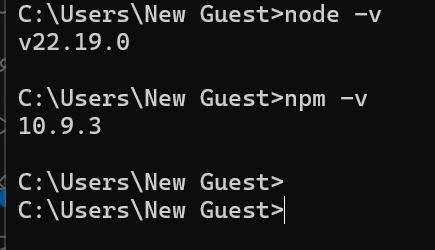 C:\Users\New Guest>node -v
v22.19.0
C:\Users\New Guest>npm -v
10.9.3
C:\Users\New Guest>
C:\Users\New Guest>